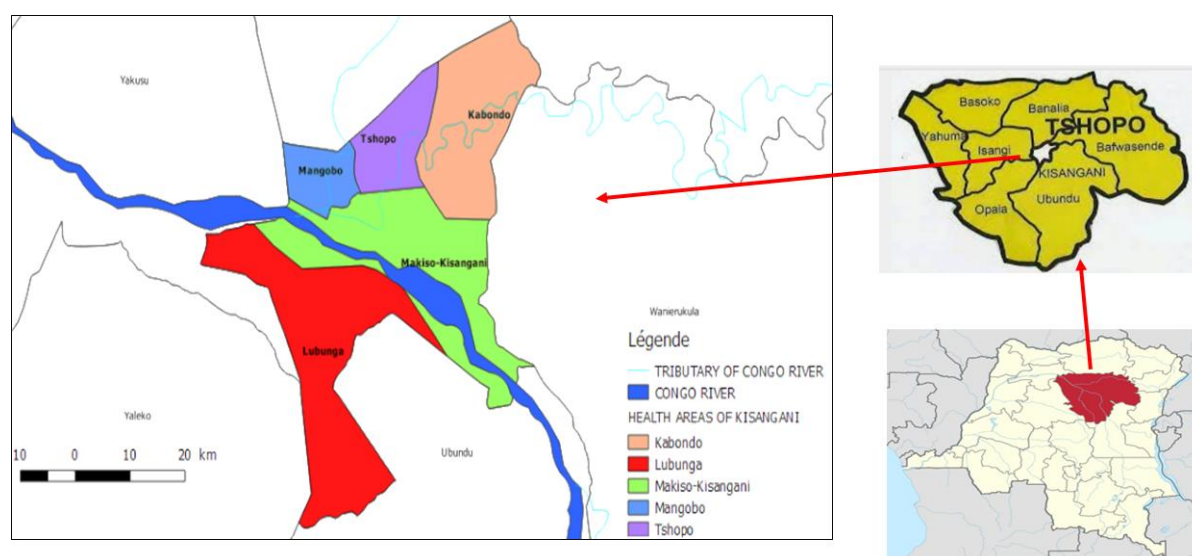 Yakusu
Kabondo
Tshopo
Mangobo
Makiso-Kisangani
Wanierukula
Lubunga
Yaleko
Ubundu
10 0 10 20 km
Légende
TRIBUTARY OF CONGO RIVER
CONGO RIVER
HEALTH AREAS OF KISANGANI
Kabondo
Lubunga
Makiso-Kisangani
Mangobo
Tshopo
Basoko
Banalia
TSHOPO
Yahuma
Isangi
Bafwasende
KISANGANI
Opala
Ubundu